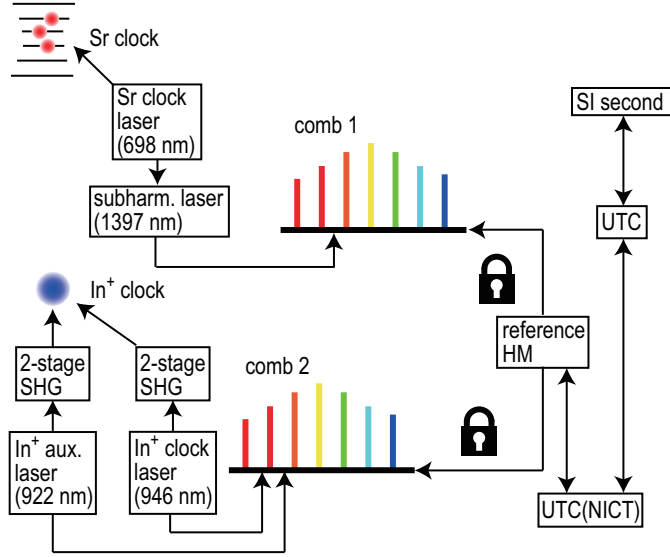 Sr clock
Sr clock
laser
(698 nm)
subharm. laser
(1397 nm)
comb 1
SI second
UTC
In⁺ clock
2-stage
SHG
2-stage
SHG
comb 2
reference
HM
In⁺ aux.
laser
(922 nm)
In⁺ clock
laser
(946 nm)
UTC(NICT)